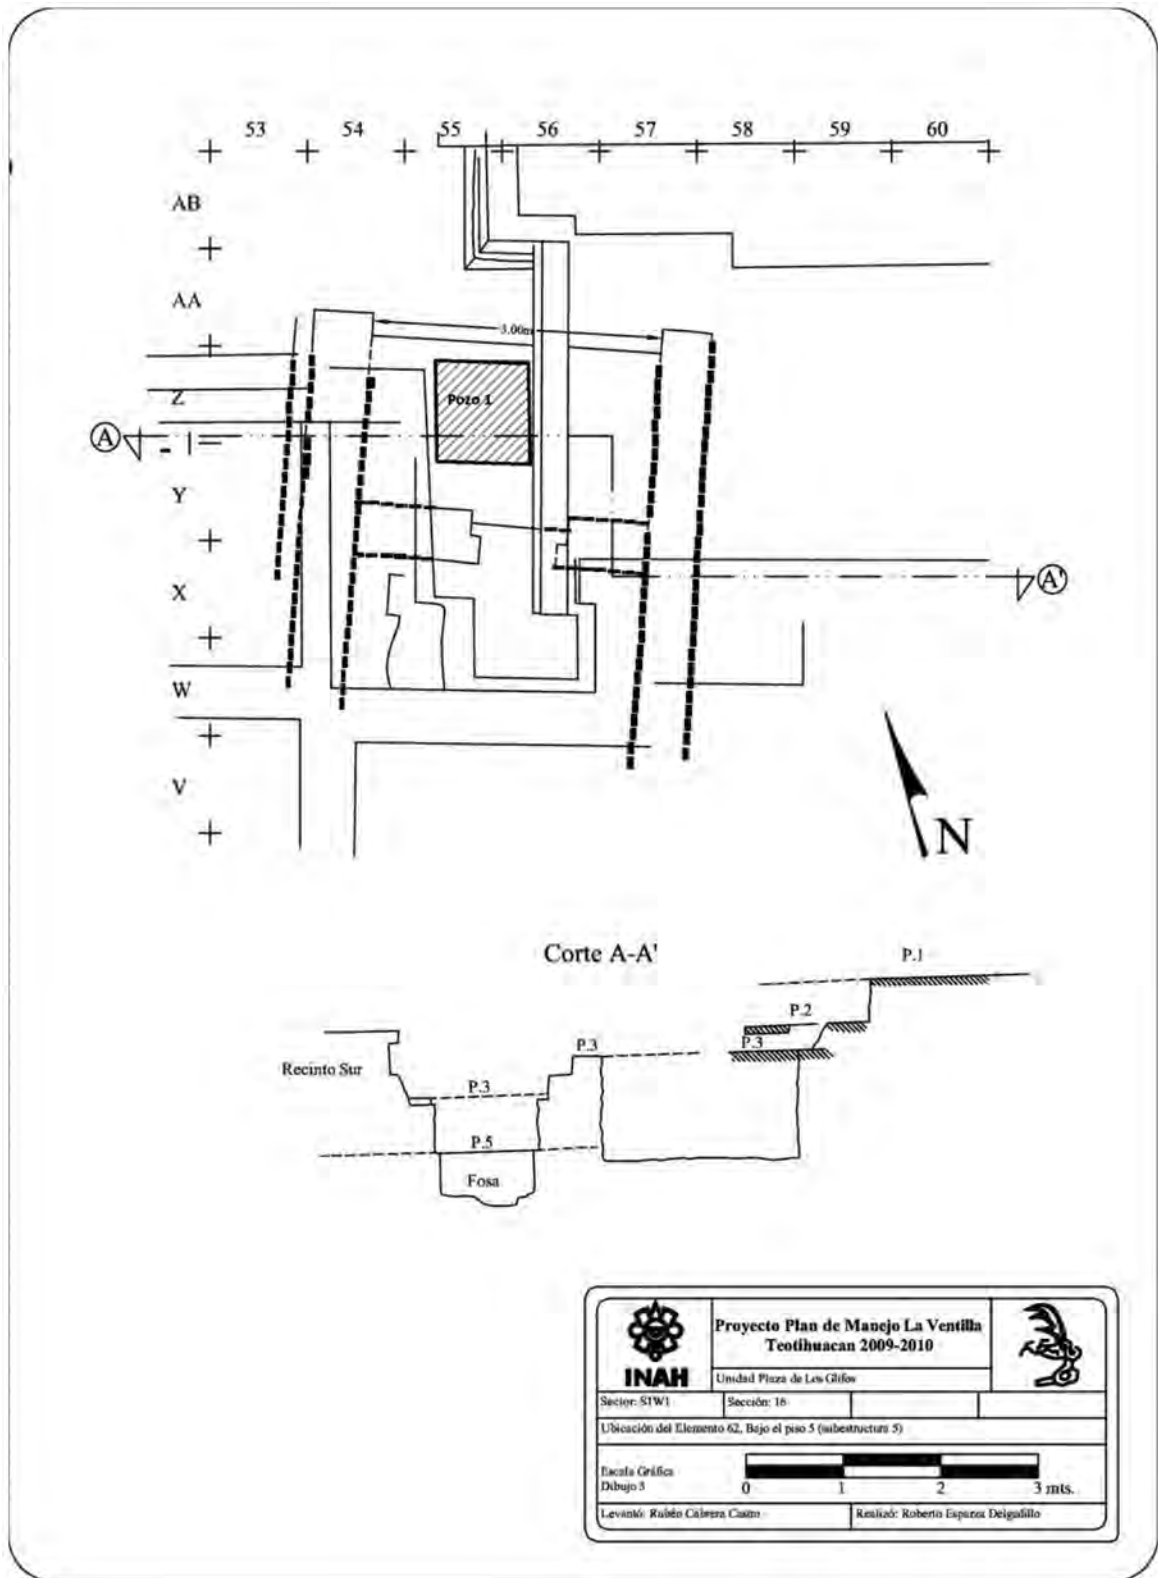 53 54 55 56 57 58 59 60
AB
AA
3.00m
Z
Pozo 1
A
Y
X
A'
W
V
N
Corte A-A'
P.1
P.2
P.3
P.3
Recinto Sur
P.3
P.5
Fosa
Proyecto Plan de Manejo La Ventilla
Teotihuacan 2009-2010
INAH
Unidad Plaza de Los Glifos
Sector: S1W1 Sección: 16
Ubicación del Elemento 62, Bajo el piso 5 (subestructura 5)
Escala Gráfica
Dibujo 3
0 1 2 3 mts.
Levantó: Rubén Cabrera Castro Realizó: Roberto Esparza Delgadillo